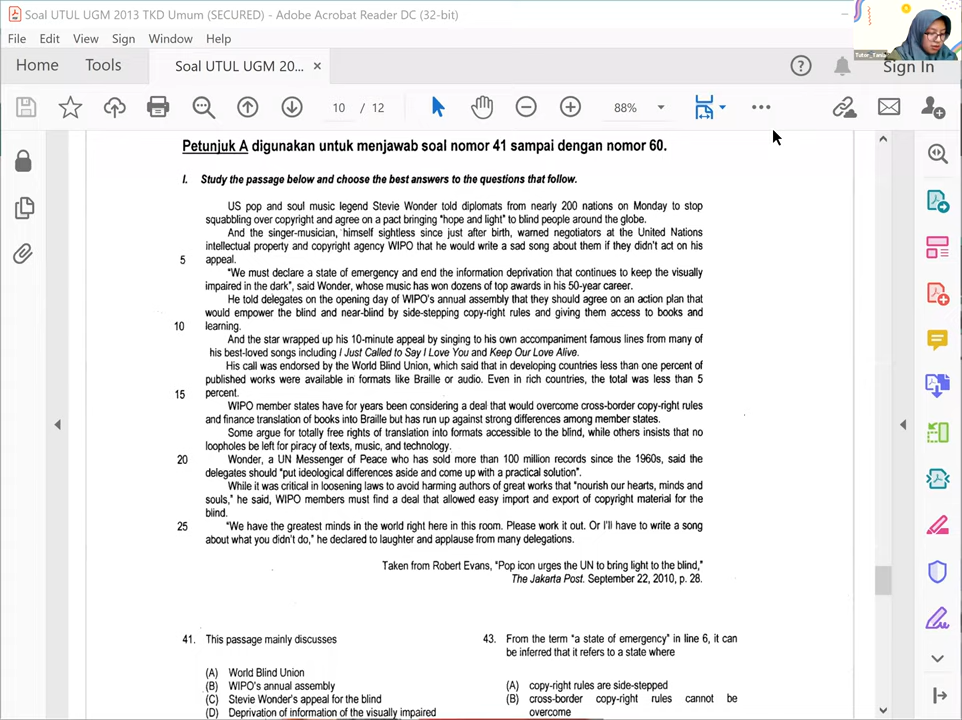 Soal UTUL UGM 2013 TKD Umum (SECURED) - Adobe Acrobat Reader DC (32-bit)
File Edit View Sign Window Help
Home Tools Soal UTUL UGM 20... × Sign In
10 / 12 88%
Petunjuk A digunakan untuk menjawab soal nomor 41 sampai dengan nomor 60.
I. Study the passage below and choose the best answers to the questions that follow.
US pop and soul music legend Stevie Wonder told diplomats from nearly 200 nations on Monday to stop
squabbling over copyright and agree on a pact bringing "hope and light" to blind people around the globe.
And the singer-musician, himself sightless since just after birth, warned negotiators at the United Nations
intellectual property and copyright agency WIPO that he would write a sad song about them if they didn't act on his
5 appeal.
"We must declare a state of emergency and end the information deprivation that continues to keep the visually
impaired in the dark", said Wonder, whose music has won dozens of top awards in his 50-year career.
He told delegates on the opening day of WIPO's annual assembly that they should agree on an action plan that
would empower the blind and near-blind by side-stepping copy-right rules and giving them access to books and
10 learning.
And the star wrapped up his 10-minute appeal by singing to his own accompaniment famous lines from many of
his best-loved songs including I Just Called to Say I Love You and Keep Our Love Alive.
His call was endorsed by the World Blind Union, which said that in developing countries less than one percent of
published works were available in formats like Braille or audio. Even in rich countries, the total was less than 5
15 percent.
WIPO member states have for years been considering a deal that would overcome cross-border copy-right rules
and finance translation of books into Braille but has run up against strong differences among member states.
Some argue for totally free rights of translation into formats accessible to the blind, while others insists that no
loopholes be left for piracy of texts, music, and technology.
20 Wonder, a UN Messenger of Peace who has sold more than 100 million records since the 1960s, said the
delegates should "put ideological differences aside and come up with a practical solution".
While it was critical in loosening laws to avoid harming authors of great works that "nourish our hearts, minds and
souls," he said, WIPO members must find a deal that allowed easy import and export of copyright material for the
blind.
25 "We have the greatest minds in the world right here in this room. Please work it out. Or I'll have to write a song
about what you didn't do," he declared to laughter and applause from many delegations.
Taken from Robert Evans, "Pop icon urges the UN to bring light to the blind,"
The Jakarta Post. September 22, 2010, p. 28.
41. This passage mainly discusses
(A) World Blind Union
(B) WIPO's annual assembly
(C) Stevie Wonder's appeal for the blind
(D) Deprivation of information of the visually impaired
43. From the term "a state of emergency" in line 6, it can
be inferred that it refers to a state where
(A) copy-right rules are side-stepped
(B) cross-border copy-right rules cannot be
overcome